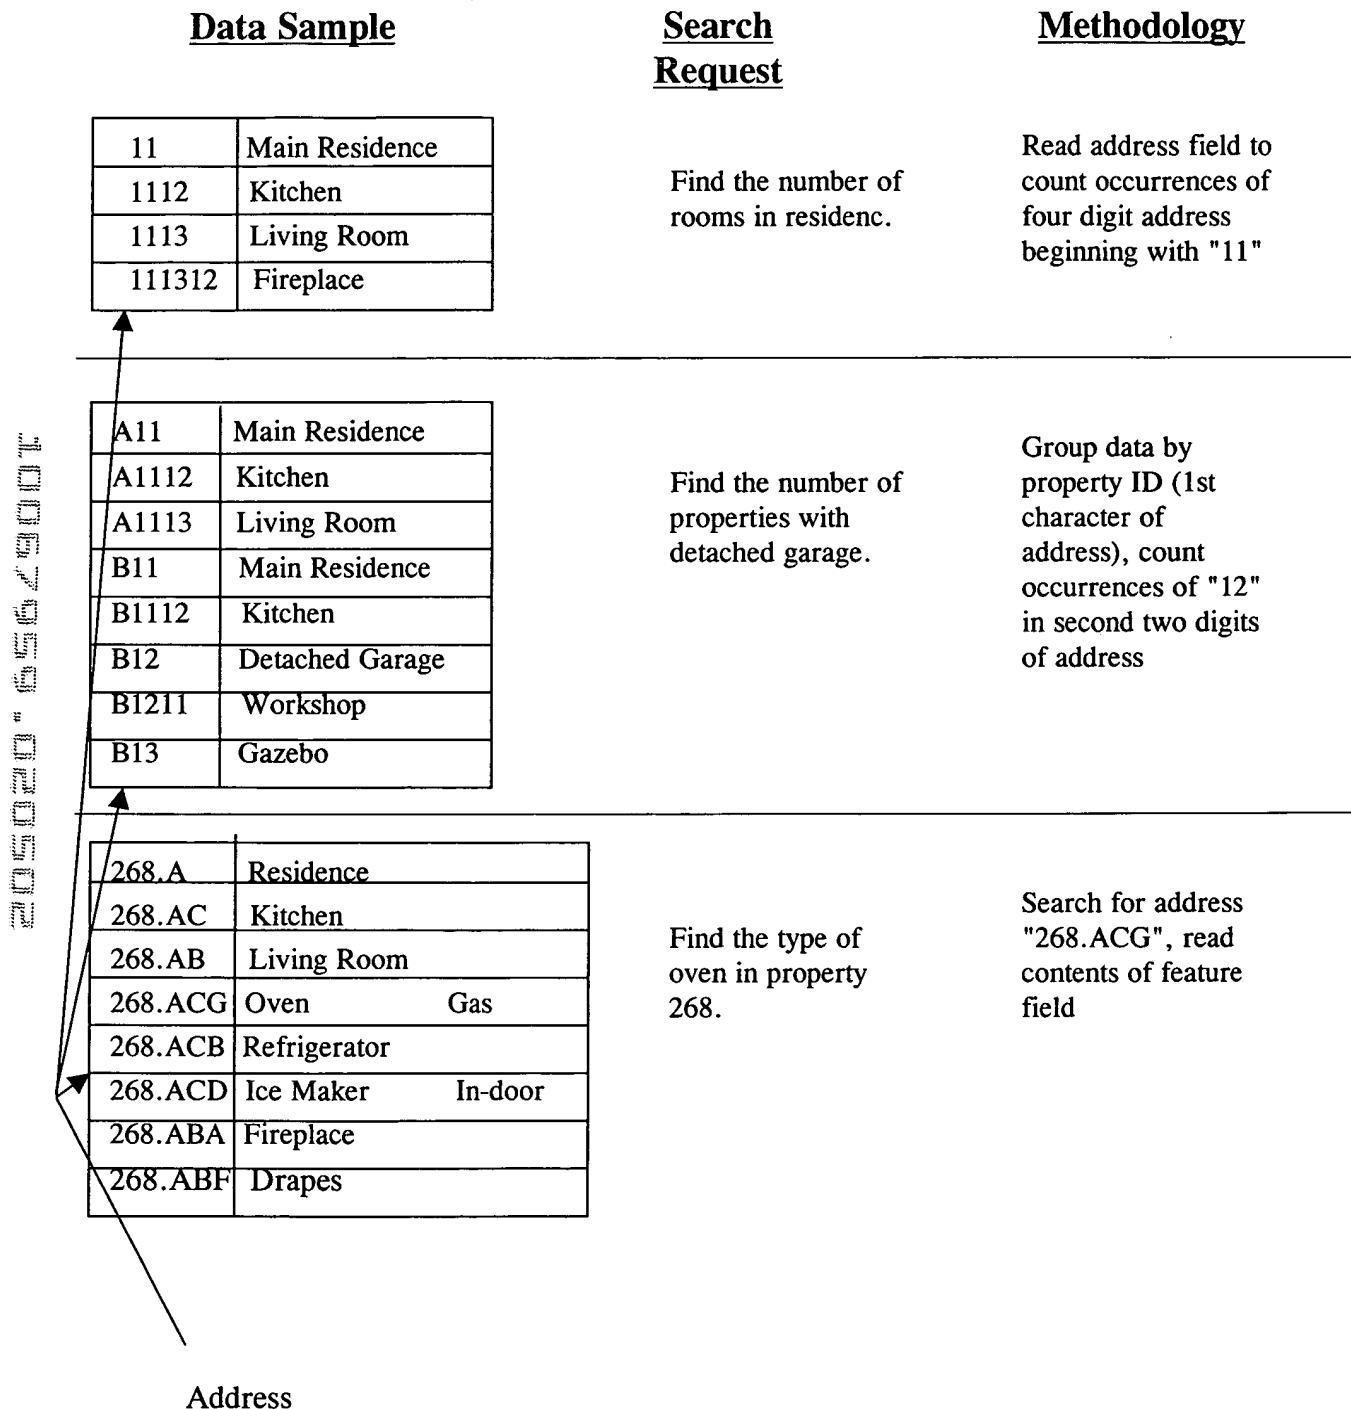 Data Sample
Search
Request
Methodology
11 Main Residence
1112 Kitchen
1113 Living Room
111312 Fireplace
Find the number of
rooms in residenc.
Read address field to
count occurrences of
four digit address
beginning with "11"
A11 Main Residence
A1112 Kitchen
A1113 Living Room
B11 Main Residence
B1112 Kitchen
B12 Detached Garage
B1211 Workshop
B13 Gazebo
Find the number of
properties with
detached garage.
Group data by
property ID (1st
character of
address), count
occurrences of "12"
in second two digits
of address
268.A Residence
268.AC Kitchen
268.AB Living Room
268.ACG Oven Gas
268.ACB Refrigerator
268.ACD Ice Maker In-door
268.ABA Fireplace
268.ABF Drapes
Find the type of
oven in property
268.
Search for address
"268.ACG", read
contents of feature
field
Address
10067959.020502